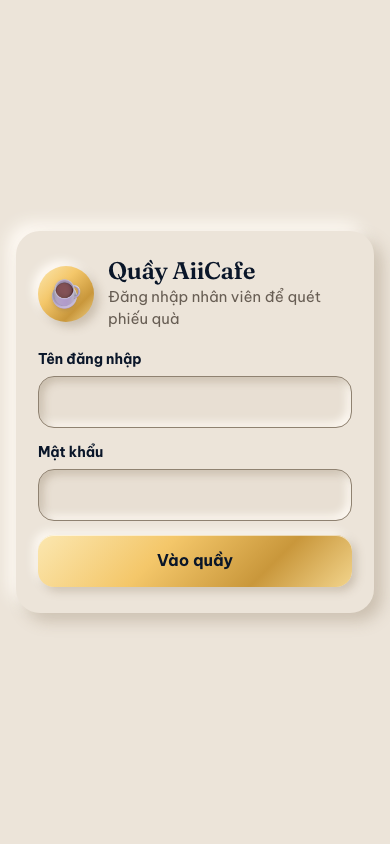 Quầy AiiCafe
Đăng nhập nhân viên để quét
phiếu quà
Tên đăng nhập
Mật khẩu
Vào quầy